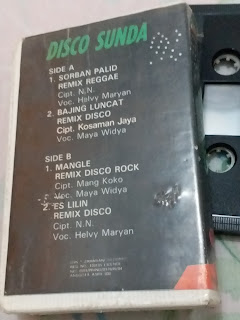 DISCO SUNDA
SIDE A
1. SORBAN PALID
REMIX REGGAE
Cipt. N.N.
Voc. Helvy Maryan
2. BAJING LUNCAT
REMIX DISCO
Cipt. Kosaman Jaya
Voc. Maya Widya
SIDE B
1. MANGLE
REMIX DISCO ROCK
Cipt. Mang Koko
Voc. Maya Widya
2. ES LILIN
REMIX DISCO
Cipt. N.N.
Voc. Helvy Maryan